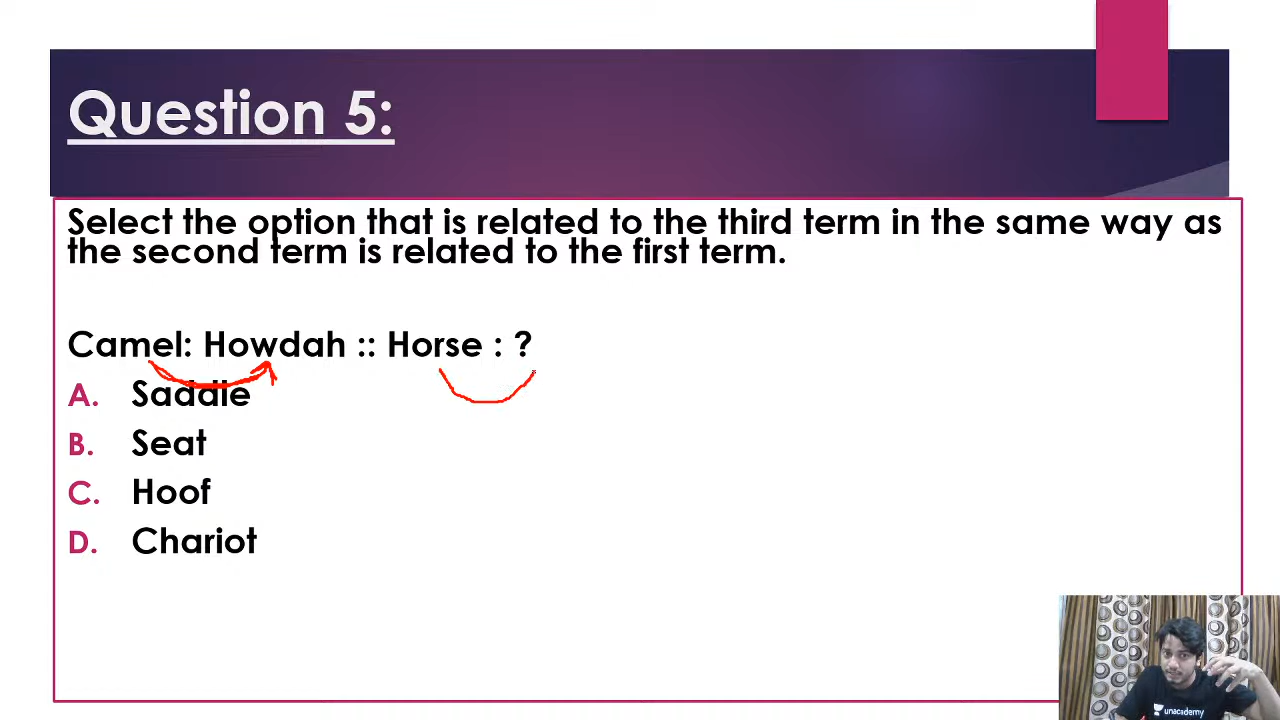 Question 5:
Select the option that is related to the third term in the same way as
the second term is related to the first term.
Camel: Howdah :: Horse : ?
A. Saddle
B. Seat
C. Hoof
D. Chariot
unacademy